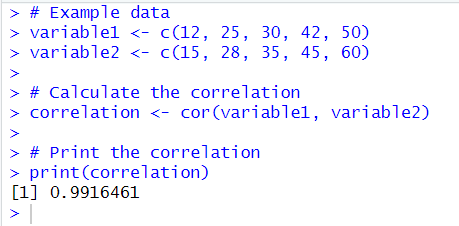 > # Example data
> variable1 <- c(12, 25, 30, 42, 50)
> variable2 <- c(15, 28, 35, 45, 60)
>
> # Calculate the correlation
> correlation <- cor(variable1, variable2)
>
> # Print the correlation
> print(correlation)
[1] 0.9916461
>